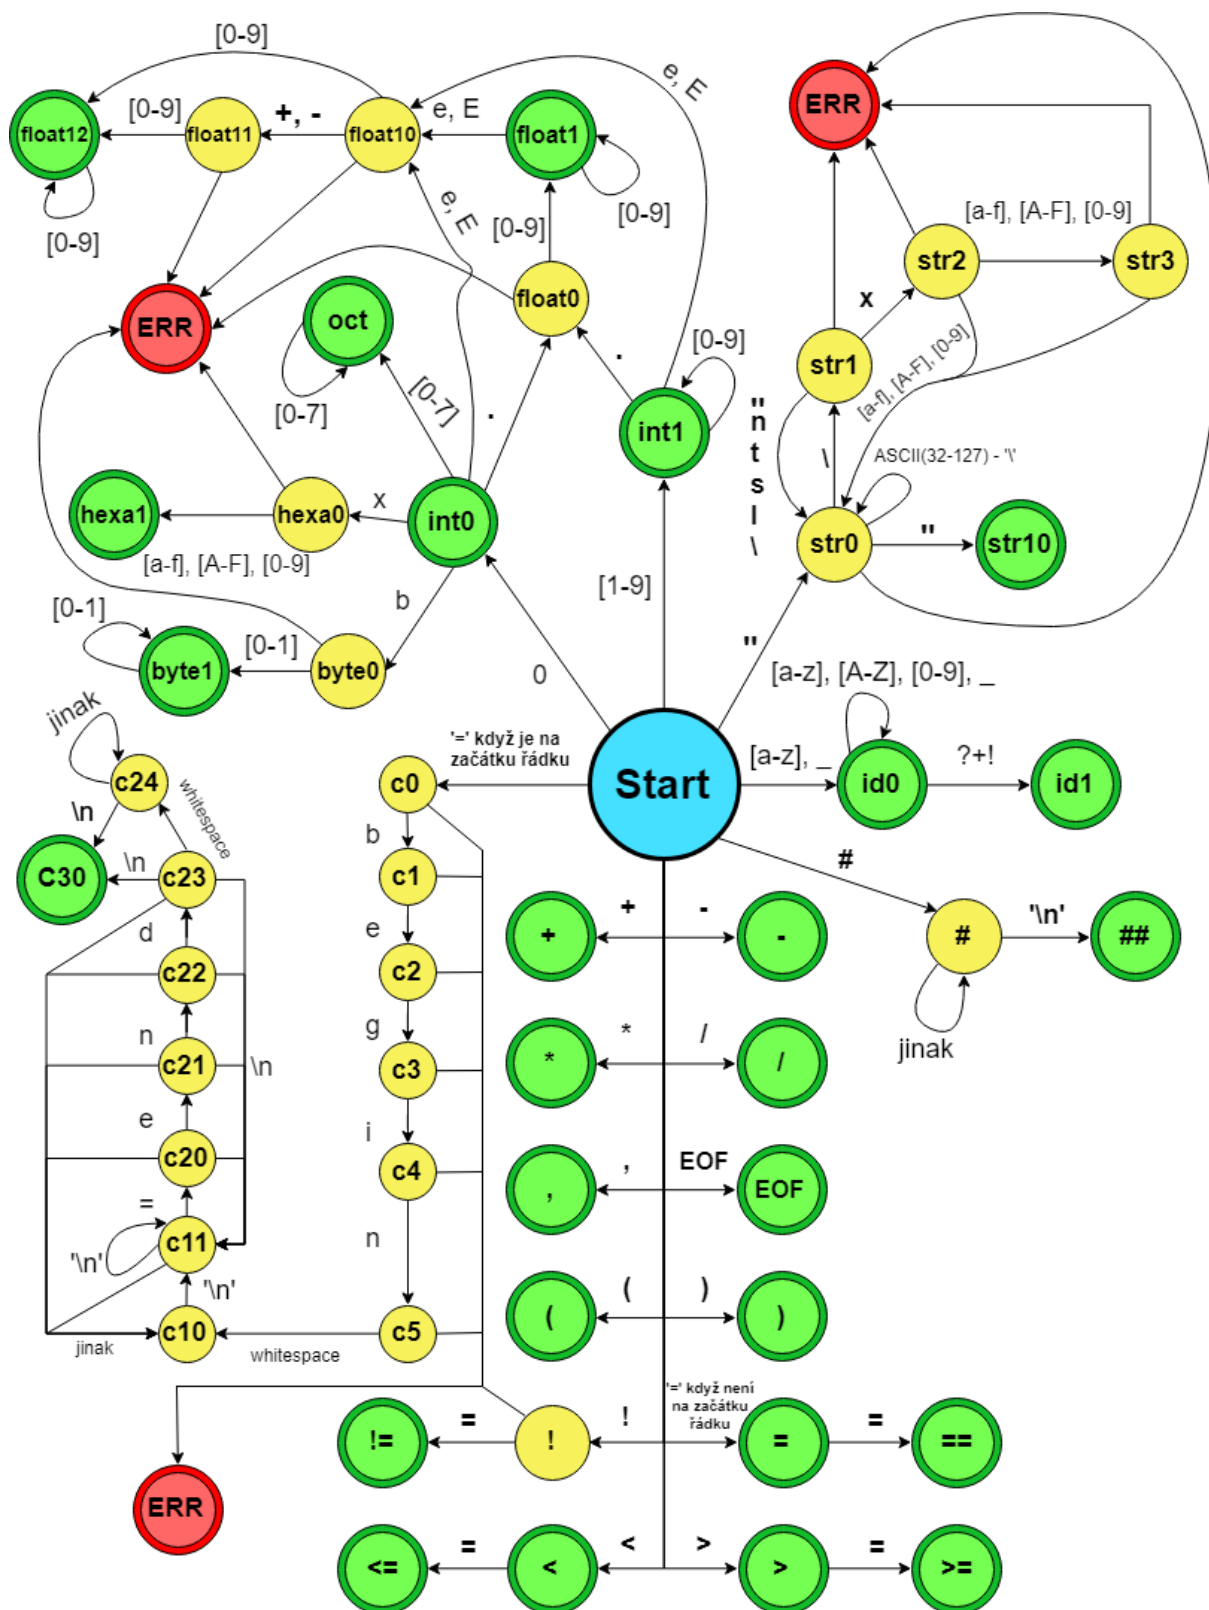 [0-9]
e, E
ERR
[0-9]
+, -
e, E
float12
float11
float10
float1
[0-9]
[0-9]
[0-9]
e, E
[a-f], [A-F], [0-9]
str2
str3
ERR
oct
float0
x
.
[0-9]
str1
[a-f], [A-F], [0-9]
[0-7]
[0-7]
.
int1
"
n
t
s
l
\
\
ASCII(32-127) - '\'
hexa1
hexa0
x
int0
str0
"
str10
[a-f], [A-F], [0-9]
b
[1-9]
[0-1]
[0-1]
byte1
byte0
0
"
[a-z], [A-Z], [0-9], _
jinak
'=' když je na
začátku řádku
c24
c0
Start
[a-z], _
id0
?+!
id1
\n
whitespace
b
C30
\n
c23
c1
#
d
e
+
+
-
-
#
'\n'
##
c22
c2
n
g
jinak
c21
\n
c3
*
*
/
/
e
i
c20
c4
,
,
EOF
EOF
=
'\n'
c11
n
'\n'
(
(
)
)
c10
c5
jinak
whitespace
'=' když není
na začátku
řádku
!=
=
!
!
=
=
==
ERR
<=
=
<
<
>
>
=
>=